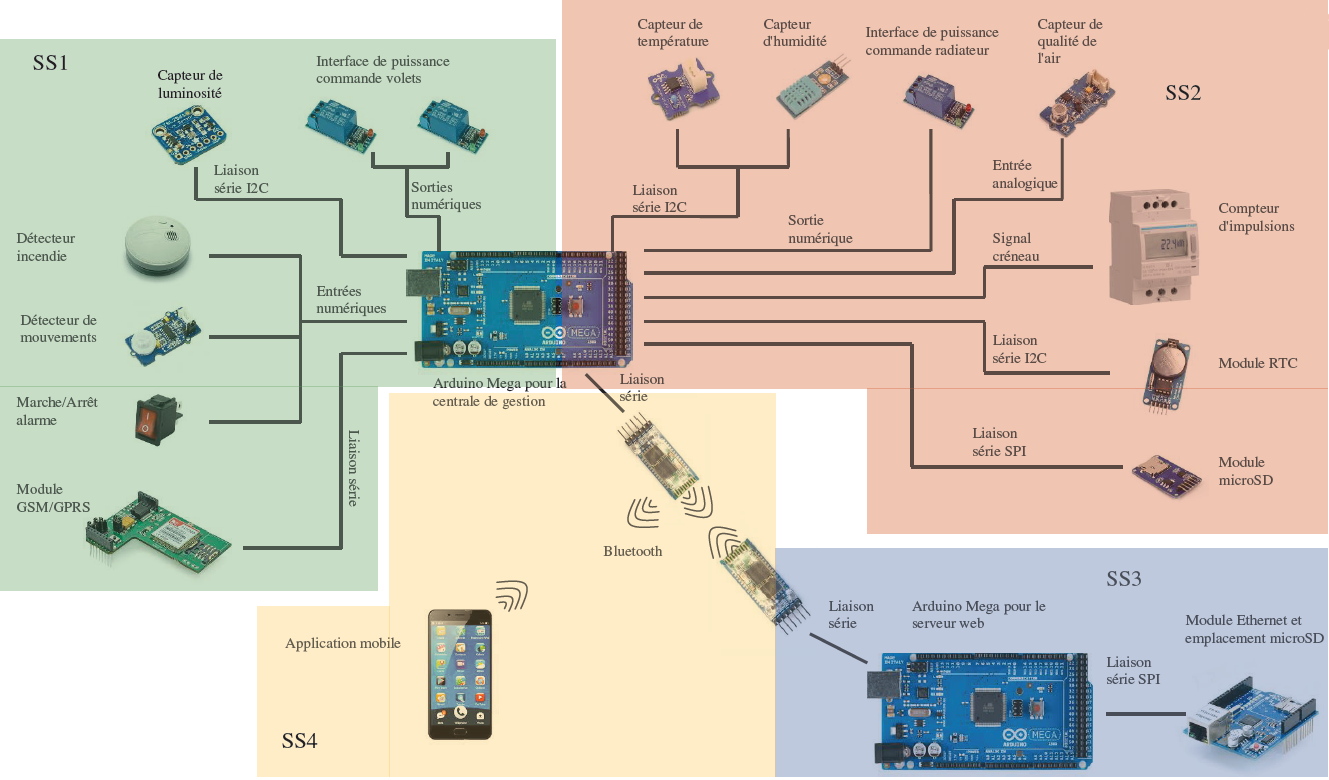 SS1
Capteur de
luminosité
Interface de puissance
commande volets
Liaison
série I2C
Sorties
numériques
Détecteur
incendie
Entrées
numériques
Détecteur de
mouvements
Marche/Arrêt
alarme
Liaison série
Module
GSM/GPRS
Capteur de
température
Capteur
d'humidité
Interface de puissance
commande radiateur
Capteur de
qualité de
l'air
SS2
Liaison
série I2C
Sortie
numérique
Entrée
analogique
Signal
créneau
Compteur
d'impulsions
Liaison
série I2C
Module RTC
Liaison
série SPI
Module
microSD
MEGA
ARDUINO
Arduino Mega pour la
centrale de gestion
Liaison
série
Bluetooth
Application mobile
SS4
SS3
Liaison
série
Arduino Mega pour le
serveur web
MEGA
ARDUINO
Liaison
série SPI
Module Ethernet et
emplacement microSD